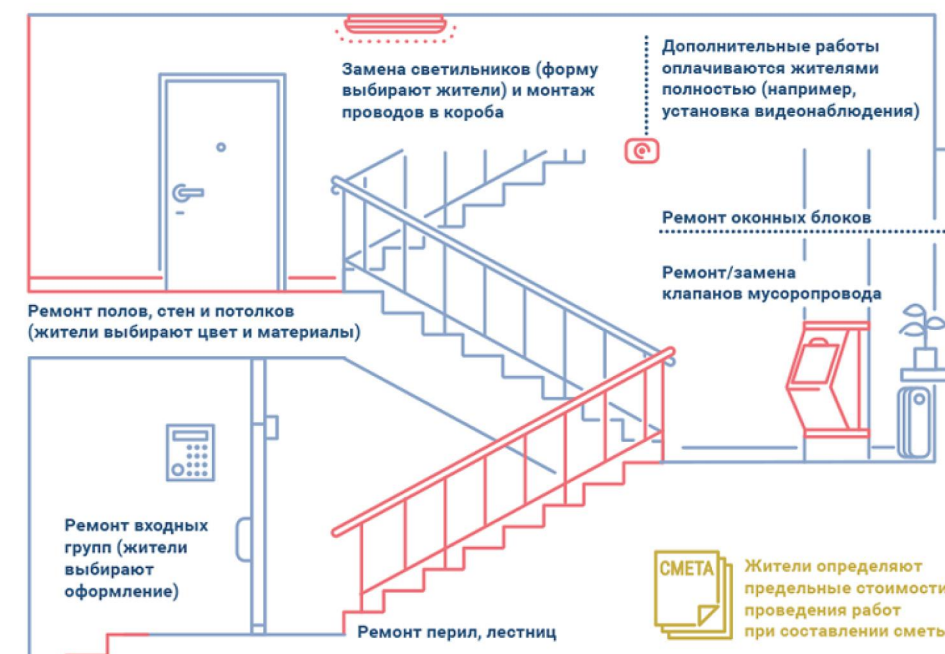 Замена светильников (форму
выбирают жители) и монтаж
проводов в короба
Дополнительные работы
оплачиваются жителями
полностью (например,
установка видеонаблюдения)
Ремонт оконных блоков
Ремонт/замена
клапанов мусоропровода
Ремонт полов, стен и потолков
(жители выбирают цвет и материалы)
Ремонт входных
групп (жители
выбирают
оформление)
Ремонт перил, лестниц
СМЕТА
Жители определяют
предельные стоимости
проведения работ
при составлении сметы